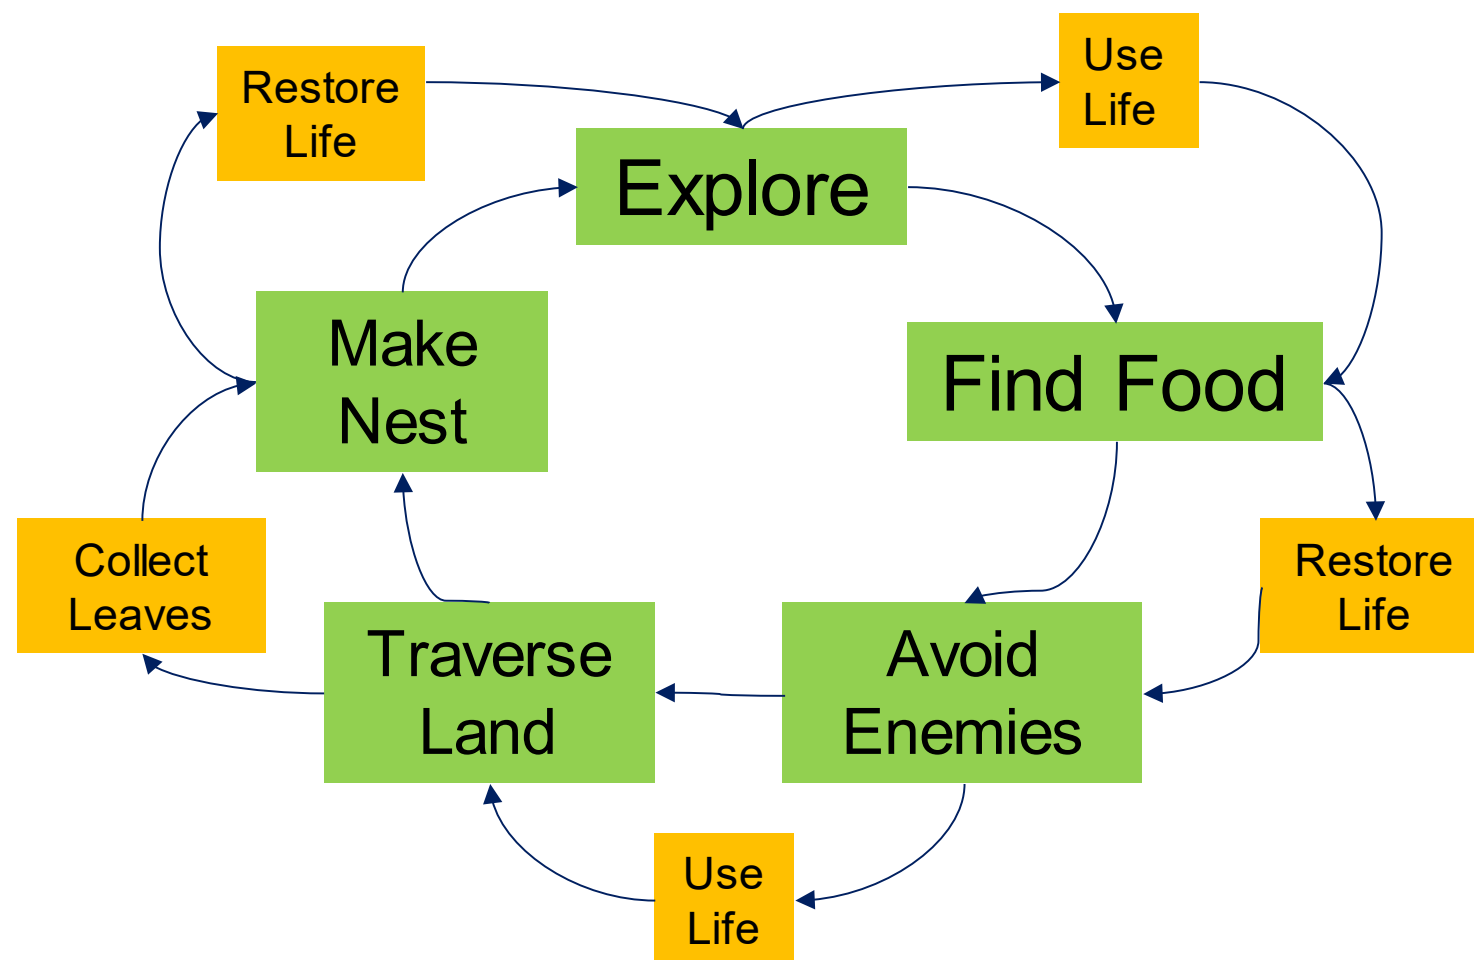 Restore
Life
Use
Life
Explore
Make
Nest
Find Food
Collect
Leaves
Restore
Life
Traverse
Land
Avoid
Enemies
Use
Life